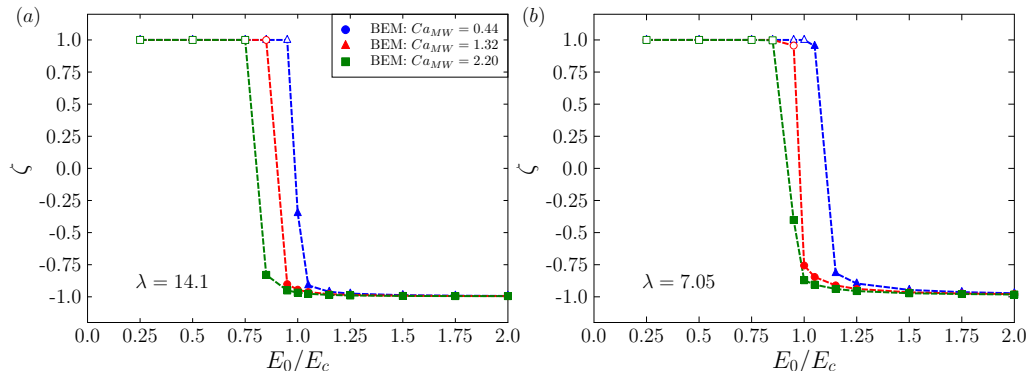 (a)
BEM: Ca_MW = 0.44
BEM: Ca_MW = 1.32
BEM: Ca_MW = 2.20
1.0
0.75
0.50
0.25
0.0
-0.25
-0.5
-0.75
-1.0
ζ
λ = 14.1
0.0 0.25 0.5 0.75 1.0 1.25 1.5 1.75 2.0
E_0/E_c
(b)
1.0
0.75
0.50
0.25
0.0
-0.25
-0.5
-0.75
-1.0
ζ
λ = 7.05
0.0 0.25 0.5 0.75 1.0 1.25 1.5 1.75 2.0
E_0/E_c